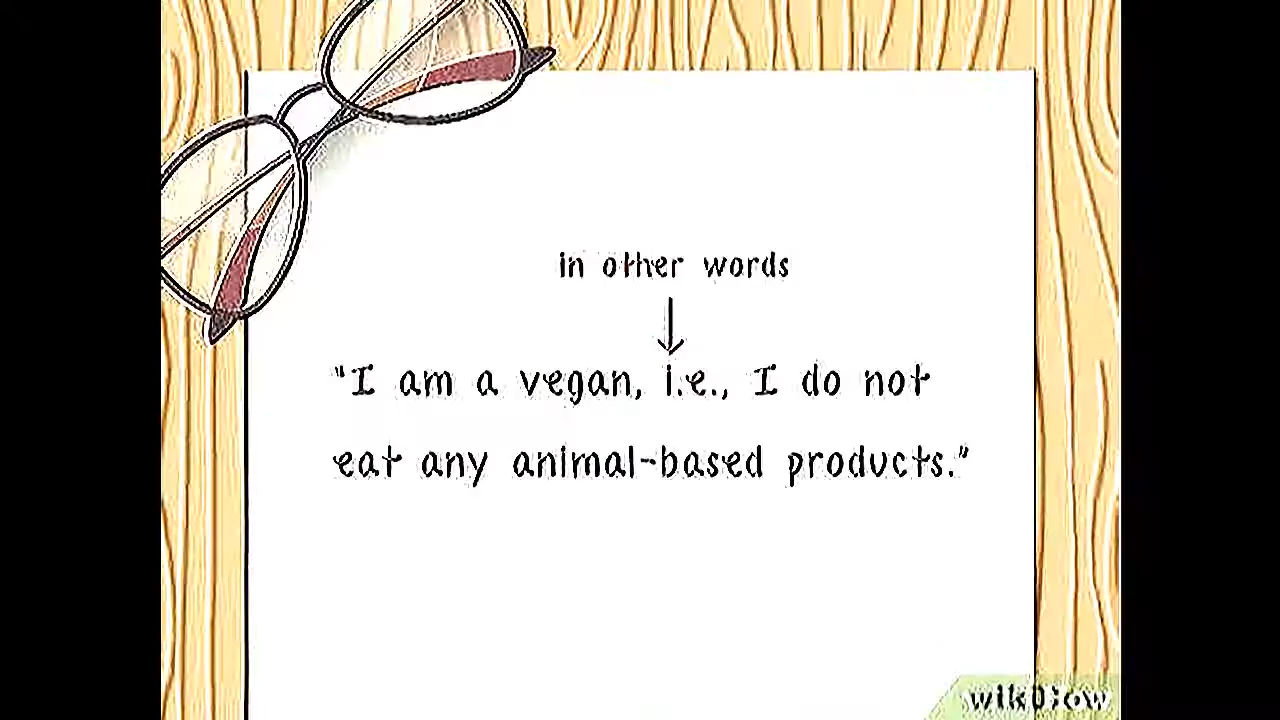 in other words
"I am a vegan, i.e., I do not
eat any animal-based products."
wikiHow